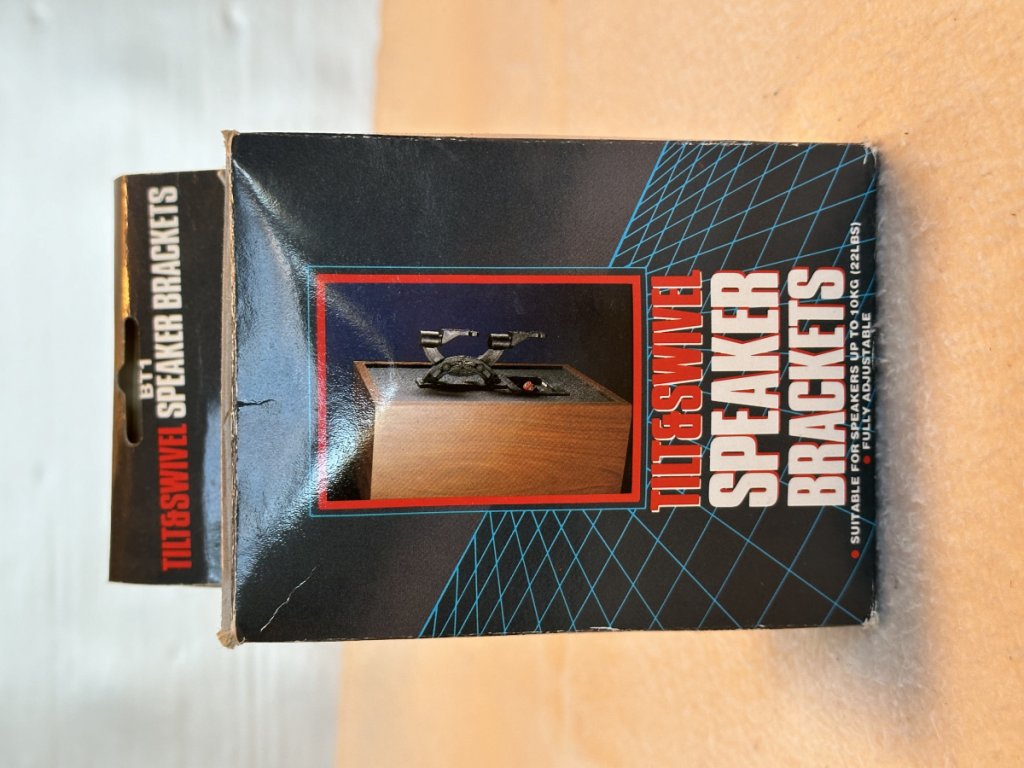 BT1
TILT&SWIVEL SPEAKER BRACKETS
TILT&SWIVEL
SPEAKER
BRACKETS
• SUITABLE FOR SPEAKERS UP TO 10KG (22LBS)
• FULLY ADJUSTABLE